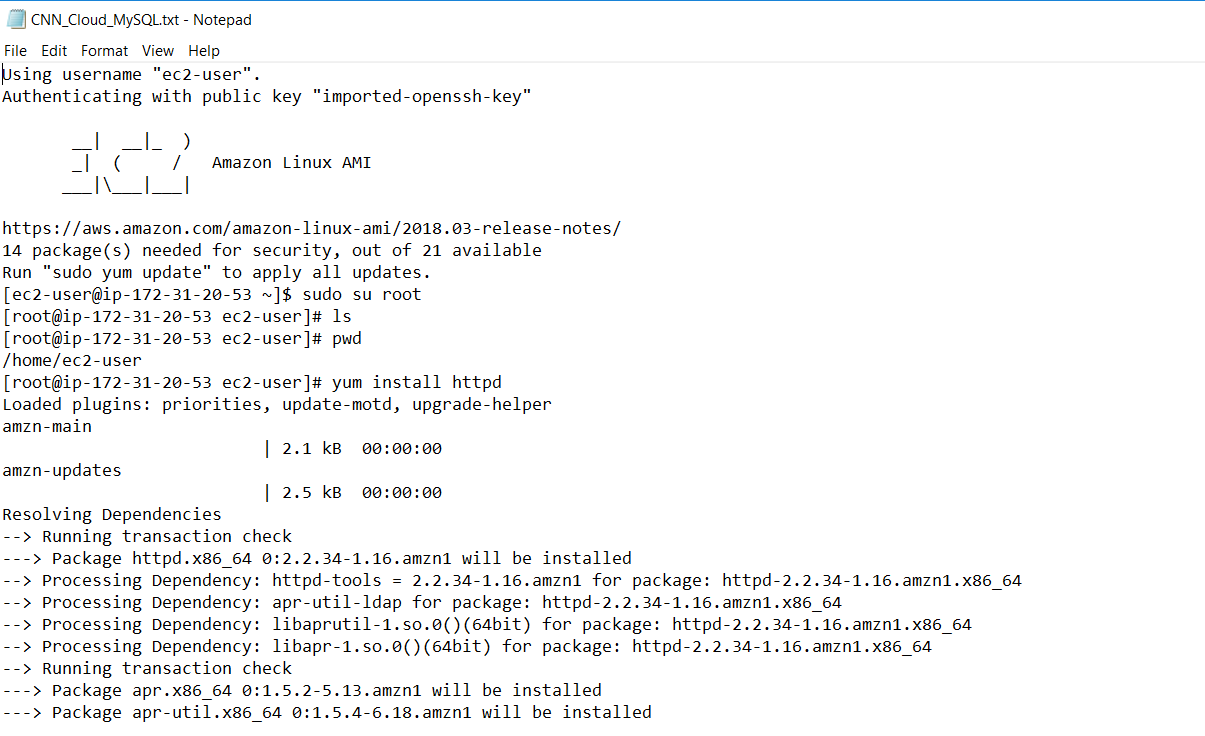 CNN_Cloud_MySQL.txt - Notepad
File Edit Format View Help
Using username "ec2-user".
Authenticating with public key "imported-openssh-key"
       __|  __|_  )
       _|  (     /   Amazon Linux AMI
      ___|\___|___|
https://aws.amazon.com/amazon-linux-ami/2018.03-release-notes/
14 package(s) needed for security, out of 21 available
Run "sudo yum update" to apply all updates.
[ec2-user@ip-172-31-20-53 ~]$ sudo su root
[root@ip-172-31-20-53 ec2-user]# ls
[root@ip-172-31-20-53 ec2-user]# pwd
/home/ec2-user
[root@ip-172-31-20-53 ec2-user]# yum install httpd
Loaded plugins: priorities, update-motd, upgrade-helper
amzn-main
| 2.1 kB  00:00:00
amzn-updates
| 2.5 kB  00:00:00
Resolving Dependencies
--> Running transaction check
---> Package httpd.x86_64 0:2.2.34-1.16.amzn1 will be installed
--> Processing Dependency: httpd-tools = 2.2.34-1.16.amzn1 for package: httpd-2.2.34-1.16.amzn1.x86_64
--> Processing Dependency: apr-util-ldap for package: httpd-2.2.34-1.16.amzn1.x86_64
--> Processing Dependency: libaprutil-1.so.0()(64bit) for package: httpd-2.2.34-1.16.amzn1.x86_64
--> Processing Dependency: libapr-1.so.0()(64bit) for package: httpd-2.2.34-1.16.amzn1.x86_64
--> Running transaction check
---> Package apr.x86_64 0:1.5.2-5.13.amzn1 will be installed
---> Package apr-util.x86_64 0:1.5.4-6.18.amzn1 will be installed